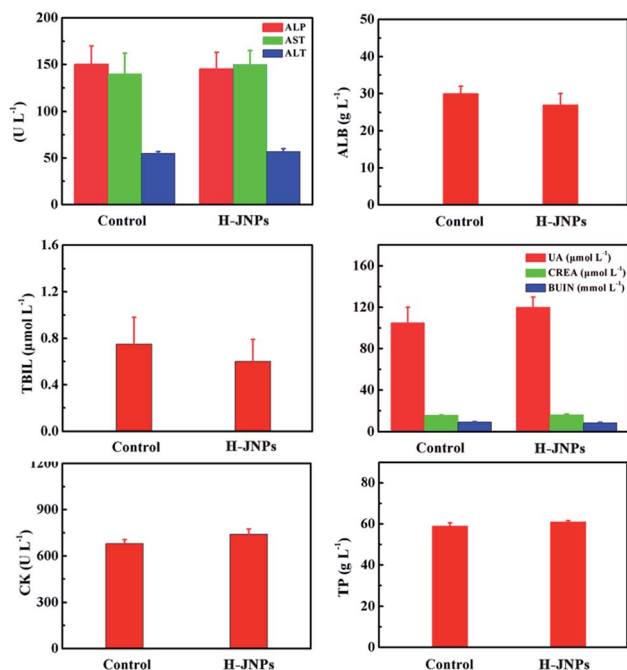 150
100
50
0
(U L⁻¹)
ALP
AST
ALT
Control
H-JNPs
50
40
30
20
10
0
ALB (g L⁻¹)
Control
H-JNPs
1.6
1.2
0.8
0.4
0.0
TBIL (μmol L⁻¹)
Control
H-JNPs
160
120
80
40
0
UA (μmol L⁻¹)
CREA (μmol L⁻¹)
BUIN (mmol L⁻¹)
Control
H-JNPs
1200
900
600
300
0
CK (U L⁻¹)
Control
H-JNPs
80
60
40
20
0
TP (g L⁻¹)
Control
H-JNPs